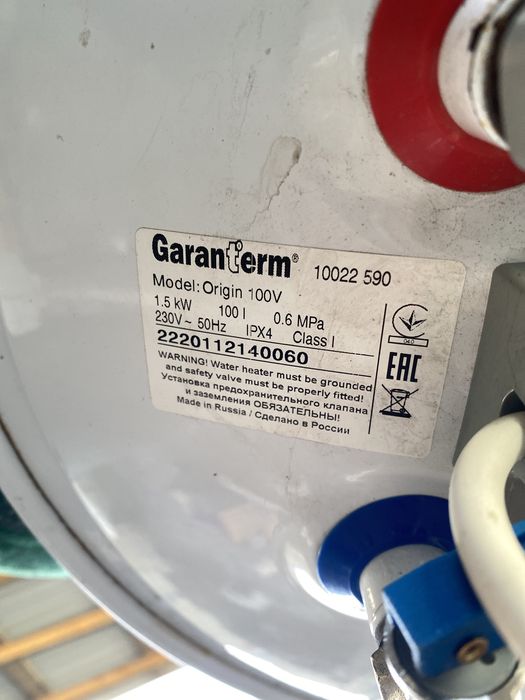 Garanterm® 10022 590
Model: Origin 100V
1.5 kW 100 l 0.6 MPa
230V ~ 50Hz IPX4 Class I
2220112140060
WARNING! Water heater must be grounded
and safety valve must be properly fitted!
Установка предохранительного клапана
и заземления ОБЯЗАТЕЛЬНЫ!
Made in Russia / Сделано в России
040
EAC